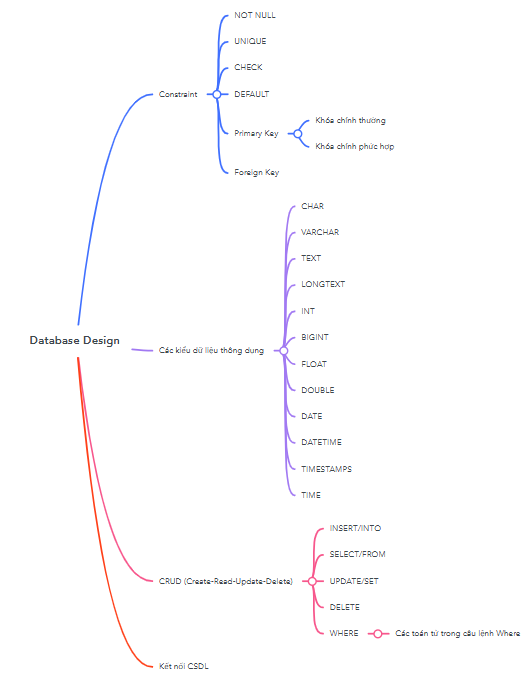 Database Design
Constraint
NOT NULL
UNIQUE
CHECK
DEFAULT
Primary Key
Khóa chính thường
Khóa chính phức hợp
Foreign Key
Các kiểu dữ liệu thông dụng
CHAR
VARCHAR
TEXT
LONGTEXT
INT
BIGINT
FLOAT
DOUBLE
DATE
DATETIME
TIMESTAMPS
TIME
CRUD (Create-Read-Update-Delete)
INSERT/INTO
SELECT/FROM
UPDATE/SET
DELETE
WHERE
Các toán tử trong câu lệnh Where
Kết nối CSDL